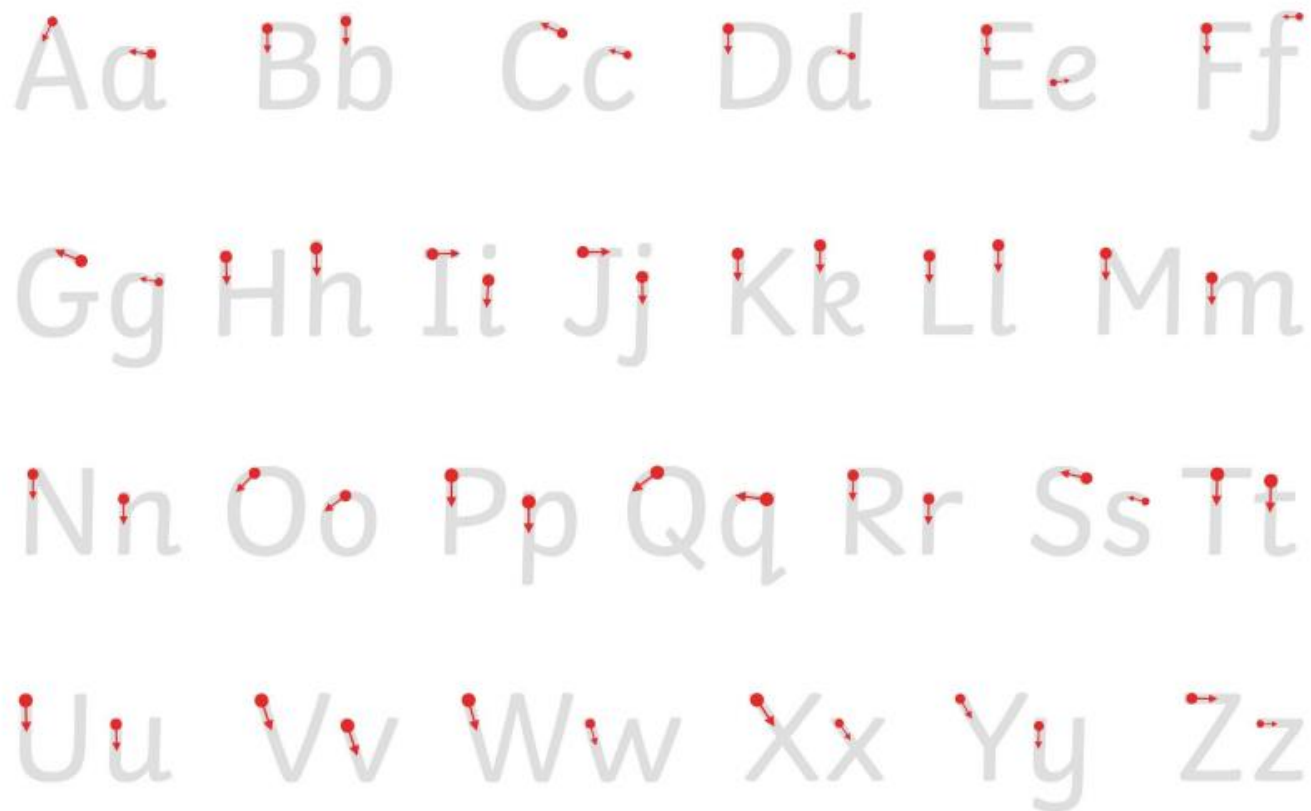 Aa Bb Cc Dd Ee Ff
Gg Hh Ii Jj Kk Ll Mm
Nn Oo Pp Qq Rr Ss Tt
Uu Vv Ww Xx Yy Zz